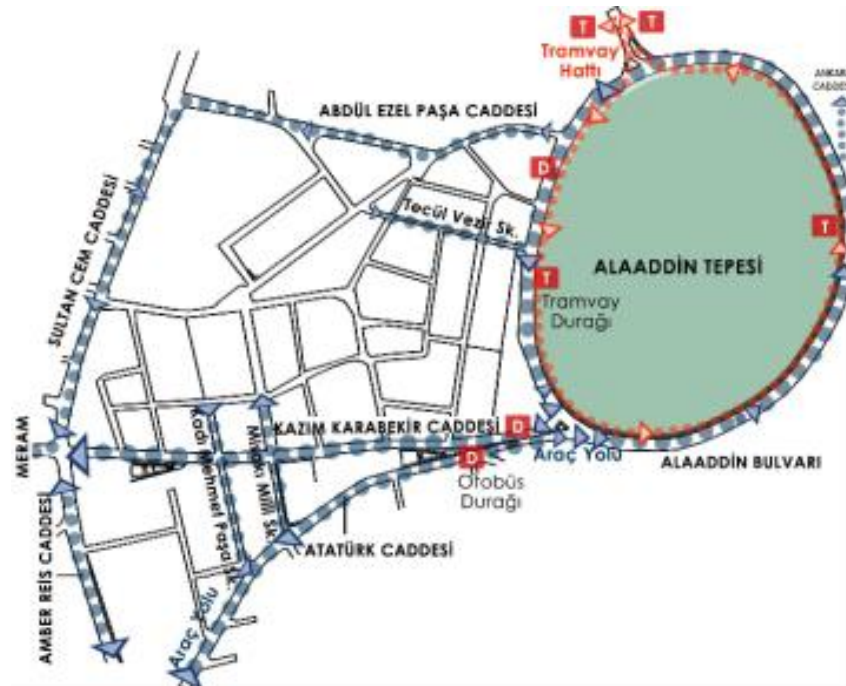 T
T
Tramvay
Hattı
ANKARA
CADDES
ABDÜL EZEL PAŞA CADDESİ
D
Tecül Vezir Sk.
T
ALAADDİN TEPESİ
T
Tramvay
Durağı
SULTAN CEM CADDESİ
MERAM
KAZIM KARABEKİR CADDESİ
D
Araç Yolu
ALAADDİN BULVARI
D
Otobüs
Durağı
Kadı Mehmet Paşa Sk.
Milli Sk.
ATATÜRK CADDESİ
AMBER REİS CADDESİ
Araç Yolu